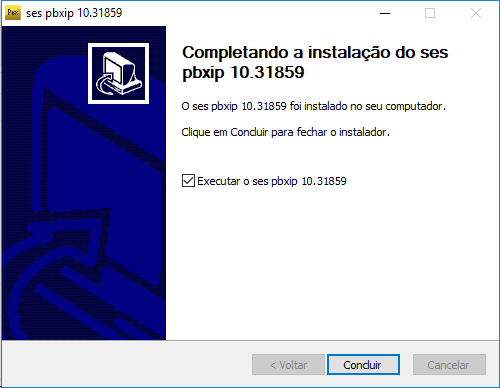 ses pbxip 10.31859
Completando a instalação do ses
pbxip 10.31859
O ses pbxip 10.31859 foi instalado no seu computador.
Clique em Concluir para fechar o instalador.
Executar o ses pbxip 10.31859
< Voltar
Concluir
Cancelar